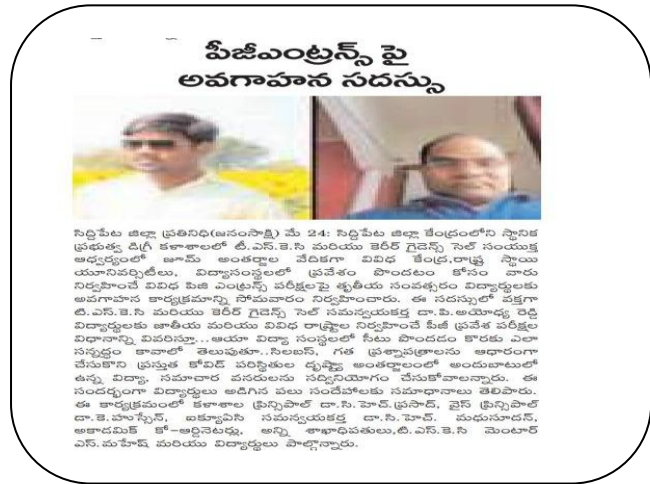 పీజీఎంట్రన్స్ పై
అవగాహన సదస్సు
సిద్దిపేట జిల్లా ప్రతినిధి(జనంసాక్షి) మే 24: సిద్దిపేట జిల్లా కేంద్రంలోని స్థానిక
ప్రభుత్వ డిగ్రీ కళాశాలలో టి.ఎస్.కె.సి మరియు కెరీర్ గైడెన్స్ సెల్ సంయుక్త
ఆధ్వర్యంలో జూమ్ అంతర్జాల వేదికగా వివిధ కేంద్ర,రాష్ట్ర స్థాయి
యూనివర్సిటీలు, విద్యాసంస్థలలో ప్రవేశం పొందటం కోసం వారు
నిర్వహించే వివిధ పిజి ఎంట్రన్స్ పరీక్షలపై తృతీయ సంవత్సరం విద్యార్థులకు
అవగాహన కార్యక్రమాన్ని సోమవారం నిర్వహించారు. ఈ సదస్సులో వక్తగా
టి.ఎస్.కె.సి మరియు కెరీర్ గైడెన్స్ సెల్ సమన్వయకర్త డా.పి.అయోధ్య రెడ్డి
విద్యార్థులకు జాతీయ మరియు వివిధ రాష్ట్రాల నిర్వహించే పీజీ ప్రవేశ పరీక్షల
విధానాన్ని వివరిస్తూ...ఆయా విద్యా సంస్థలలో సీటు పొందడం కొరకు ఎలా
సన్నద్ధం కావాలో తెలుపుతూ..సిలబస్, గత ప్రశ్నాపత్రాలను ఆధారంగా
చేసుకొని ప్రస్తుత కోవిడ్ పరిస్థితుల దృష్ట్యా అంతర్జాలంలో అందుబాటులో
ఉన్న విద్యా, సమాచార వనరులను సద్వినియోగం చేసుకోవాలన్నారు. ఈ
సందర్భంగా విద్యార్థులు అడిగిన పలు సందేహాలకు సమాధానాలు తెలిపారు.
ఈ కార్యక్రమంలో కళాశాల ప్రిన్సిపాల్ డా.సి.హెచ్.ప్రసాద్, వైస్ ప్రిన్సిపాల్
డా.కె.హుస్సేన్, ఐక్యూఏసి సమన్వయకర్త డా.సి.హెచ్. మధుసూదన్,
అకాడమిక్ కో-ఆర్డినెటర్లు, అన్ని శాఖాధిపతులు,టి.ఎస్.కె.సి మెంటార్
ఎస్.మహేష్ మరియు విద్యార్థులు పాల్గొన్నారు.